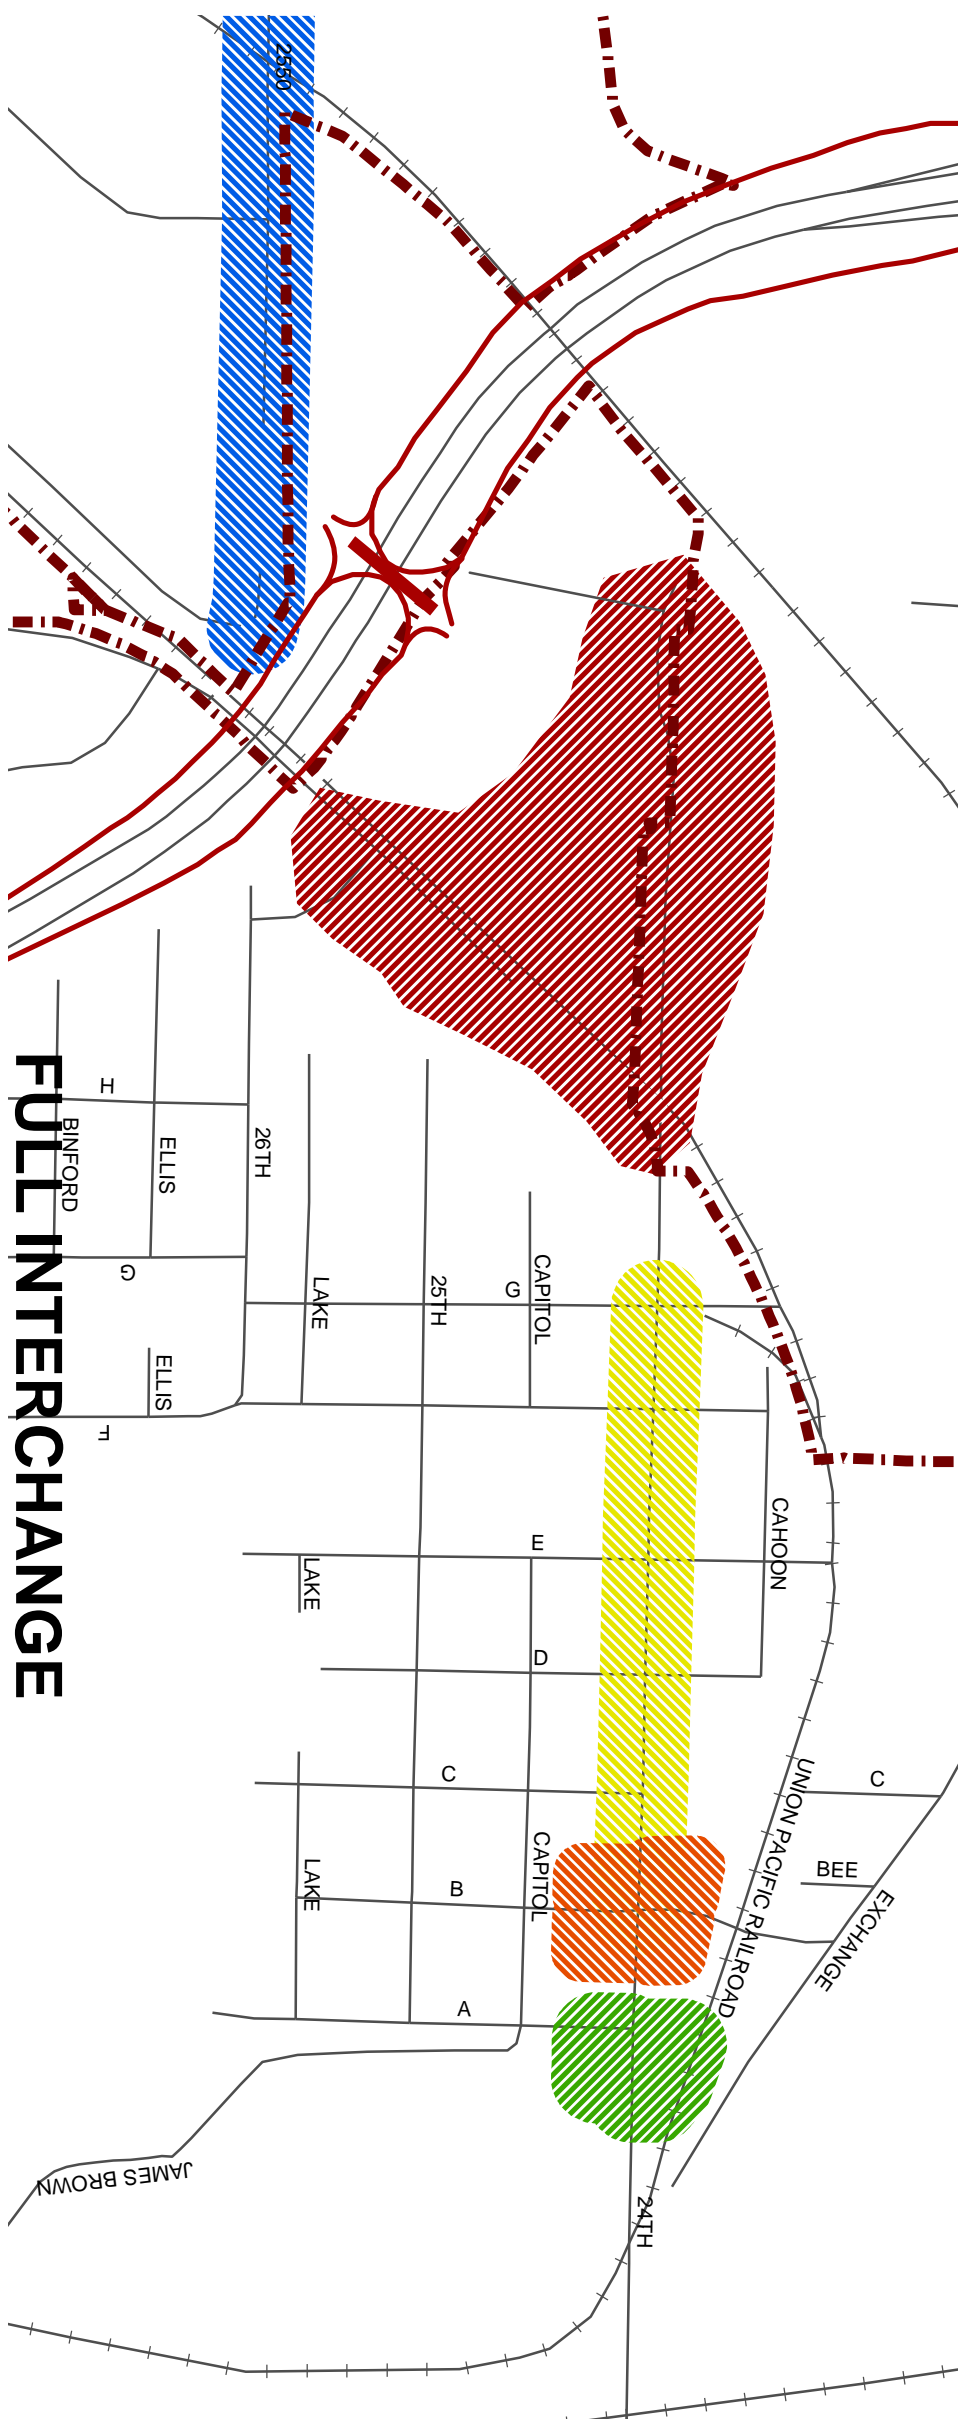 2550
H
BINFORD
ELLIS
26TH
G
LAKE
25TH
G
CAPITOL
ELLIS
F
FULL INTERCHANGE
E
LAKE
CAHOON
D
C
C
UNION PACIFIC RAILROAD
LAKE
B
CAPITOL
BEE
EXCHANGE
A
JAMES BROWN
24TH